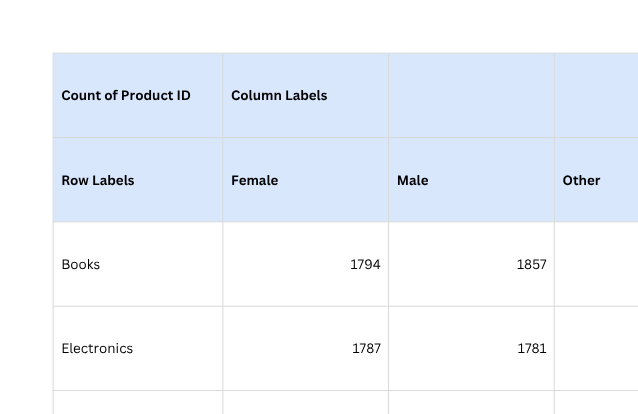 Count of Product ID Column Labels
Row Labels Female Male Other
Books 1794 1857
Electronics 1787 1781